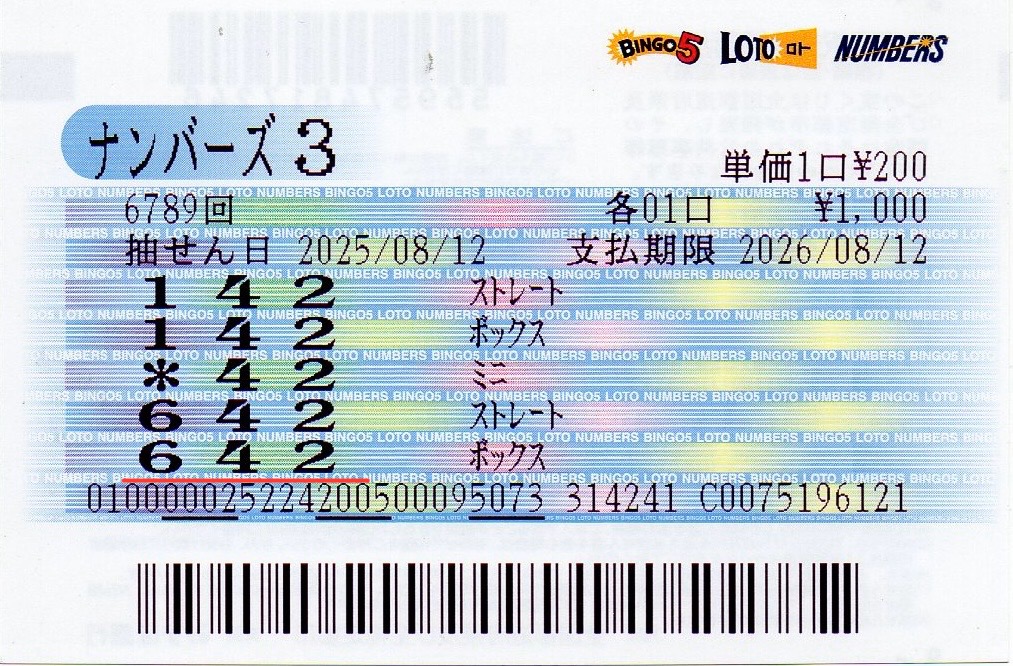 BINGO5 LOTO ロト NUMBERS
ナンバーズ3
単価1口¥200
6789回 各01口 ¥1,000
抽せん日 2025/08/12 支払期限 2026/08/12
1 4 2 ストレート
1 4 2 ボックス
* 4 2 ミニ
6 4 2 ストレート
6 4 2 ボックス
010000025224200500095073 314241 C0075196121